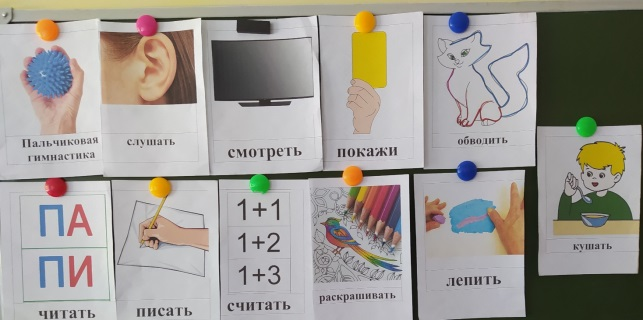 Пальчиковая
гимнастика
слушать
смотреть
покажи
обводить
кушать
ПА
ПИ
читать
писать
1+1
1+2
1+3
считать
раскрашивать
лепить